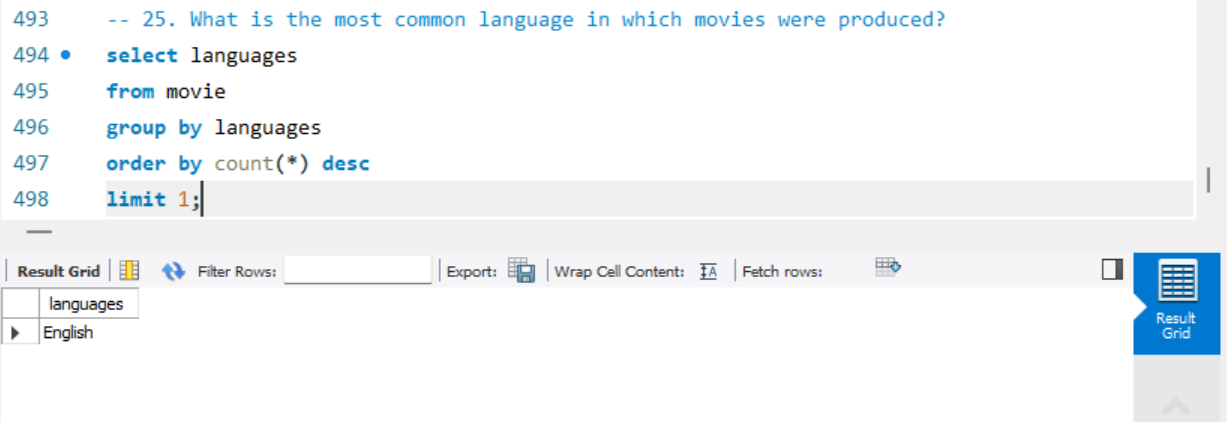 493 -- 25. What is the most common language in which movies were produced?
494 select languages
495 from movie
496 group by languages
497 order by count(*) desc
498 limit 1;
Result Grid Filter Rows: Export: Wrap Cell Content: Fetch rows:
languages
English
Result
Grid